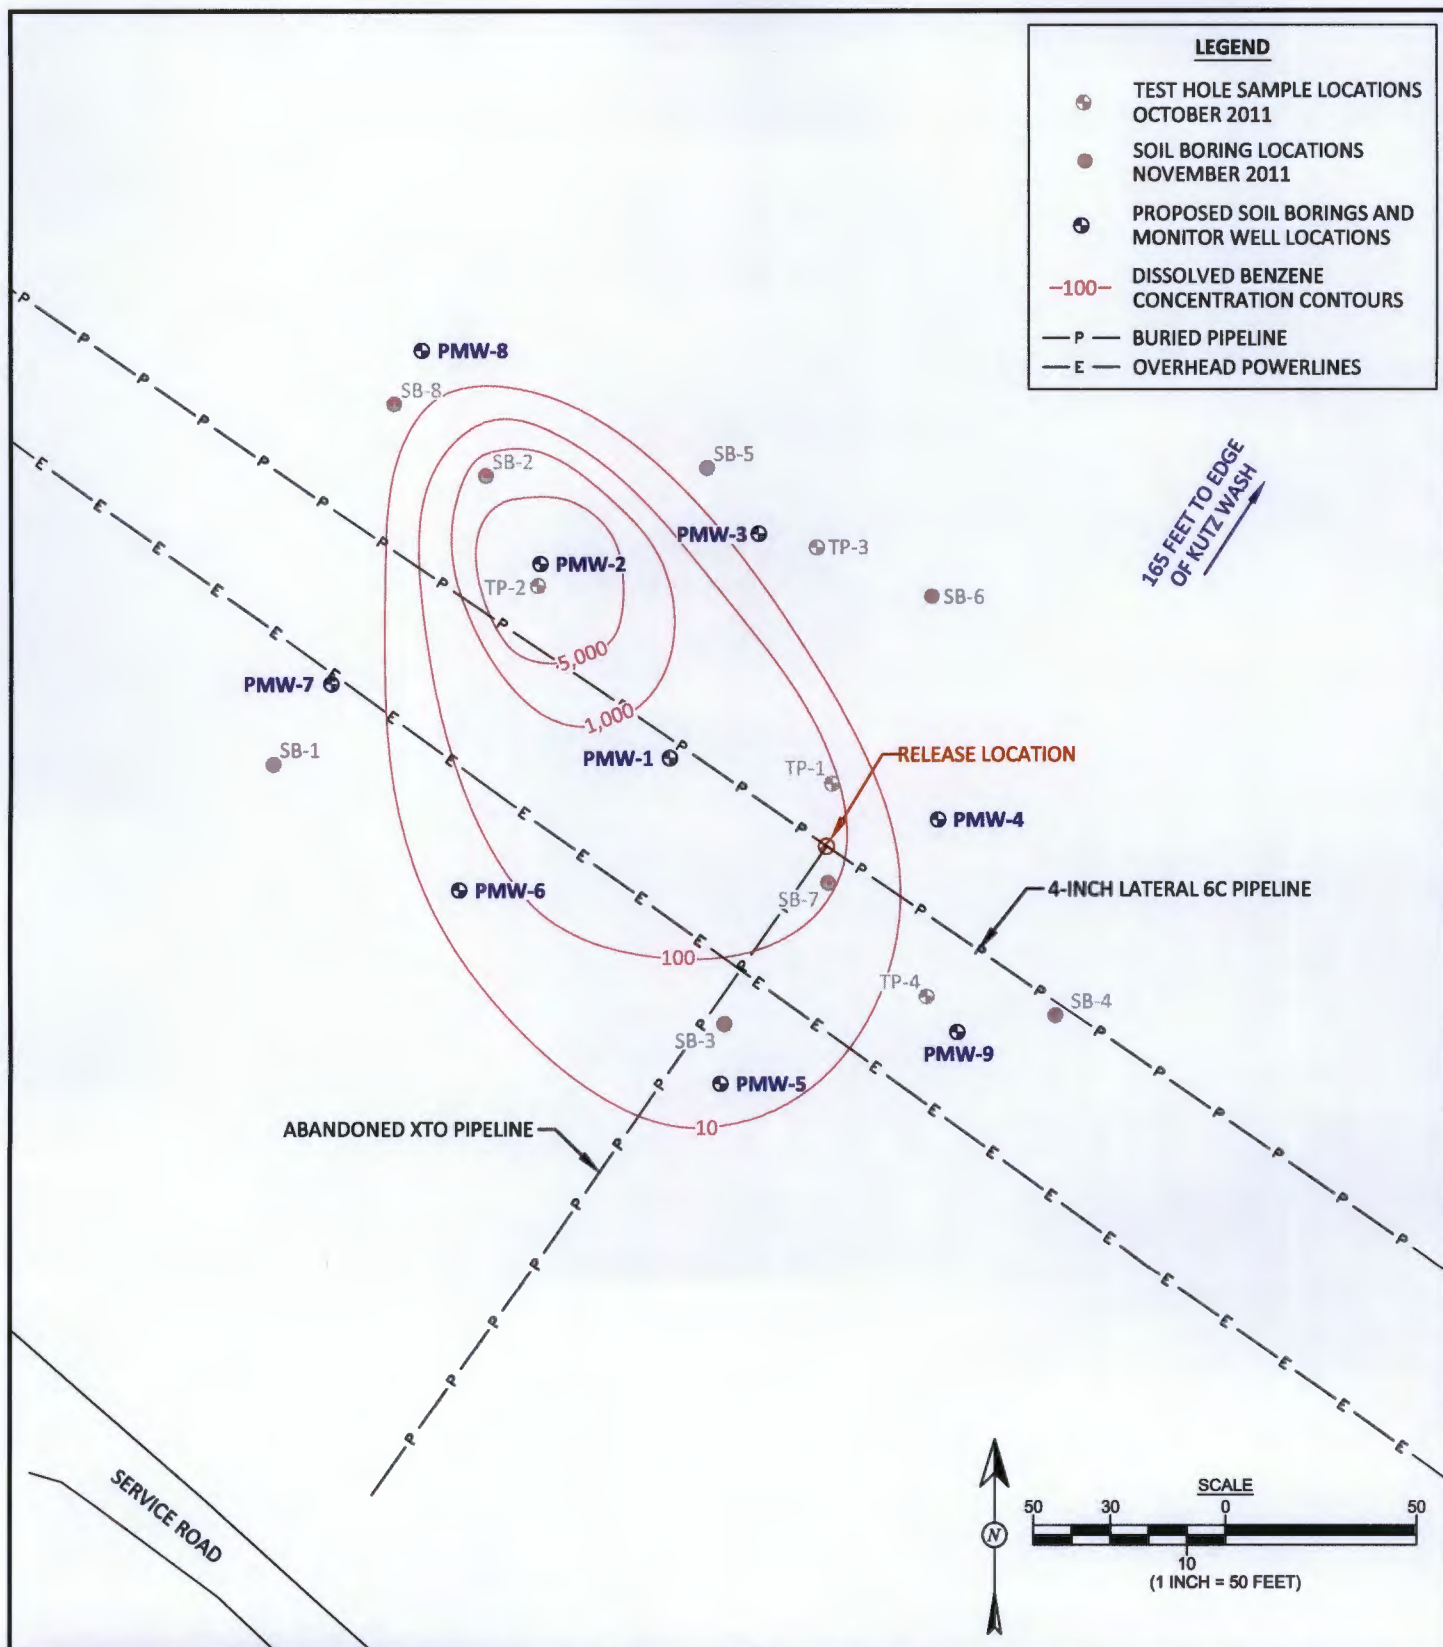 LEGEND
TEST HOLE SAMPLE LOCATIONS
OCTOBER 2011
SOIL BORING LOCATIONS
NOVEMBER 2011
PROPOSED SOIL BORINGS AND
MONITOR WELL LOCATIONS
-100- DISSOLVED BENZENE
CONCENTRATION CONTOURS
P BURIED PIPELINE
E OVERHEAD POWERLINES
PMW-8
SB-8
SB-2
SB-5
165 FEET TO EDGE
OF KUTZ WASH
PMW-3
TP-3
PMW-2
TP-2
SB-6
5,000
PMW-7
1,000
SB-1
PMW-1
RELEASE LOCATION
TP-1
PMW-4
PMW-6
SB-7
4-INCH LATERAL 6C PIPELINE
100
TP-4
SB-4
SB-3
PMW-9
PMW-5
10
ABANDONED XTO PIPELINE
SERVICE ROAD
N
SCALE
50 30 0 50
10
(1 INCH = 50 FEET)